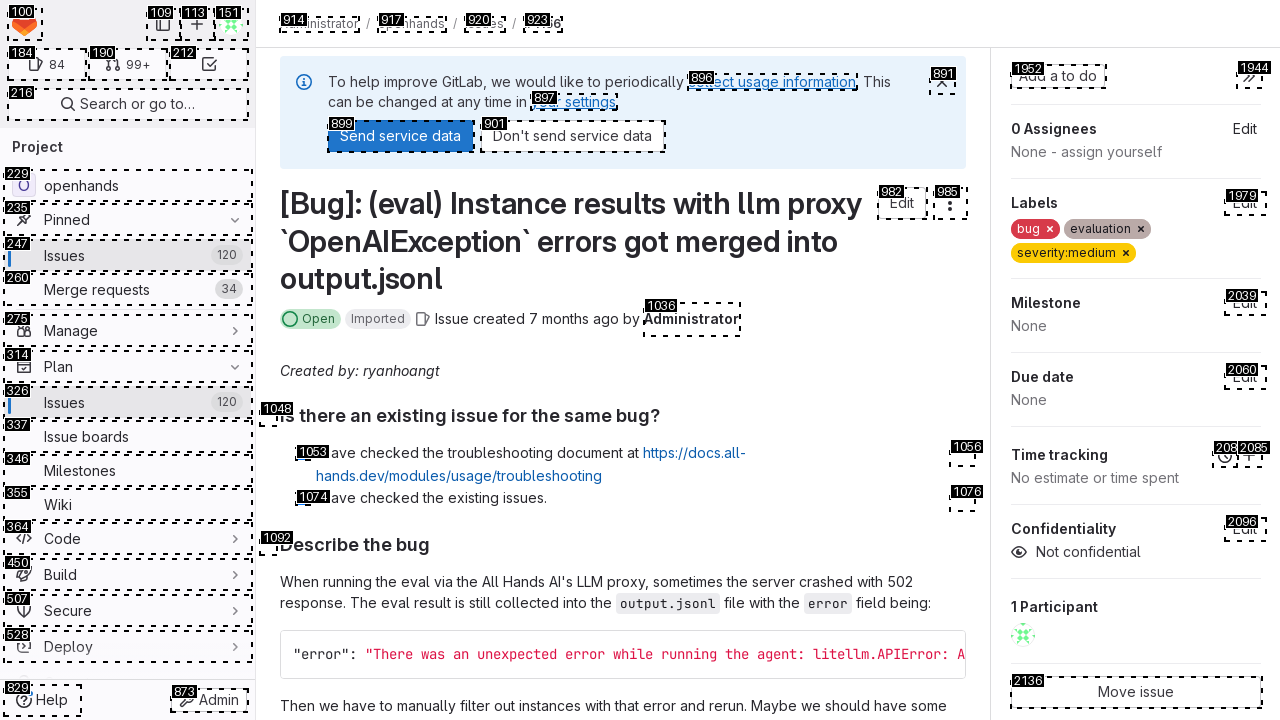 100
109
113
151
184
84
190
99+
212
216
Search or go to…
Project
229
openhands
235
Pinned
247
Issues
120
260
Merge requests
34
275
Manage
314
Plan
326
Issues
120
337
Issue boards
346
Milestones
355
Wiki
364
Code
450
Build
507
Secure
528
Deploy
829
Help
873
Admin
914
/
917
/
920
/
923
To help improve GitLab, we would like to periodically 896 collect usage information. This
can be changed at any time in 897 your settings.
891
899
Send service data
901
Don't send service data
[Bug]: (eval) Instance results with llm proxy
`OpenAIException` errors got merged into
output.jsonl
982
Edit
985
Open
Imported
Issue created 7 months ago by
1036
Administrator
Created by: ryanhoangt
1048
Is there an existing issue for the same bug?
1053
ave checked the troubleshooting document at https://docs.all-
hands.dev/modules/usage/troubleshooting
1056
1074
ave checked the existing issues.
1076
1092
Describe the bug
When running the eval via the All Hands AI's LLM proxy, sometimes the server crashed with 502
response. The eval result is still collected into the output.jsonl file with the error field being:
"error": "There was an unexpected error while running the agent: litellm.APIError: A
Then we have to manually filter out instances with that error and rerun. Maybe we should have some
1952
Add a to do
1944
0 Assignees
Edit
None - assign yourself
Labels
1979
Edit
bug ×
evaluation ×
severity:medium ×
Milestone
2039
Edit
None
Due date
2060
Edit
None
Time tracking
208
2085
No estimate or time spent
Confidentiality
2096
Edit
Not confidential
1 Participant
2136
Move issue